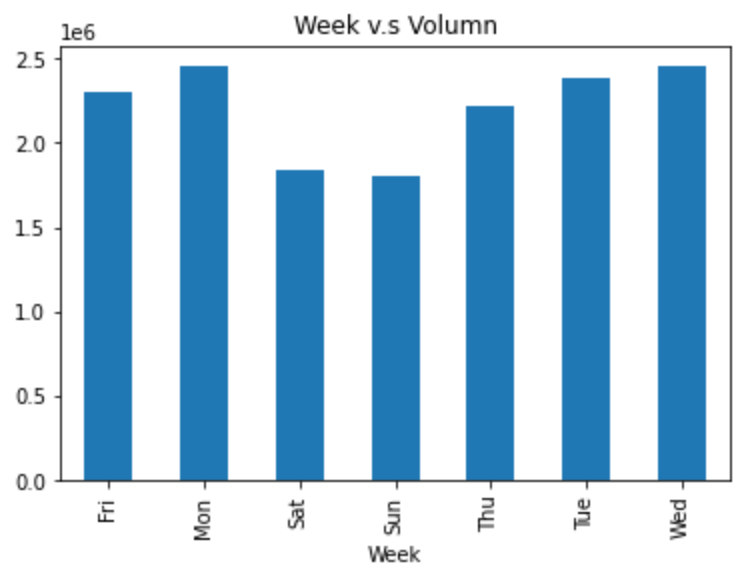 Week v.s Volumn
1e6
2.5
2.0
1.5
1.0
0.5
0.0
Fri
Mon
Sat
Sun
Thu
Tue
Wed
Week